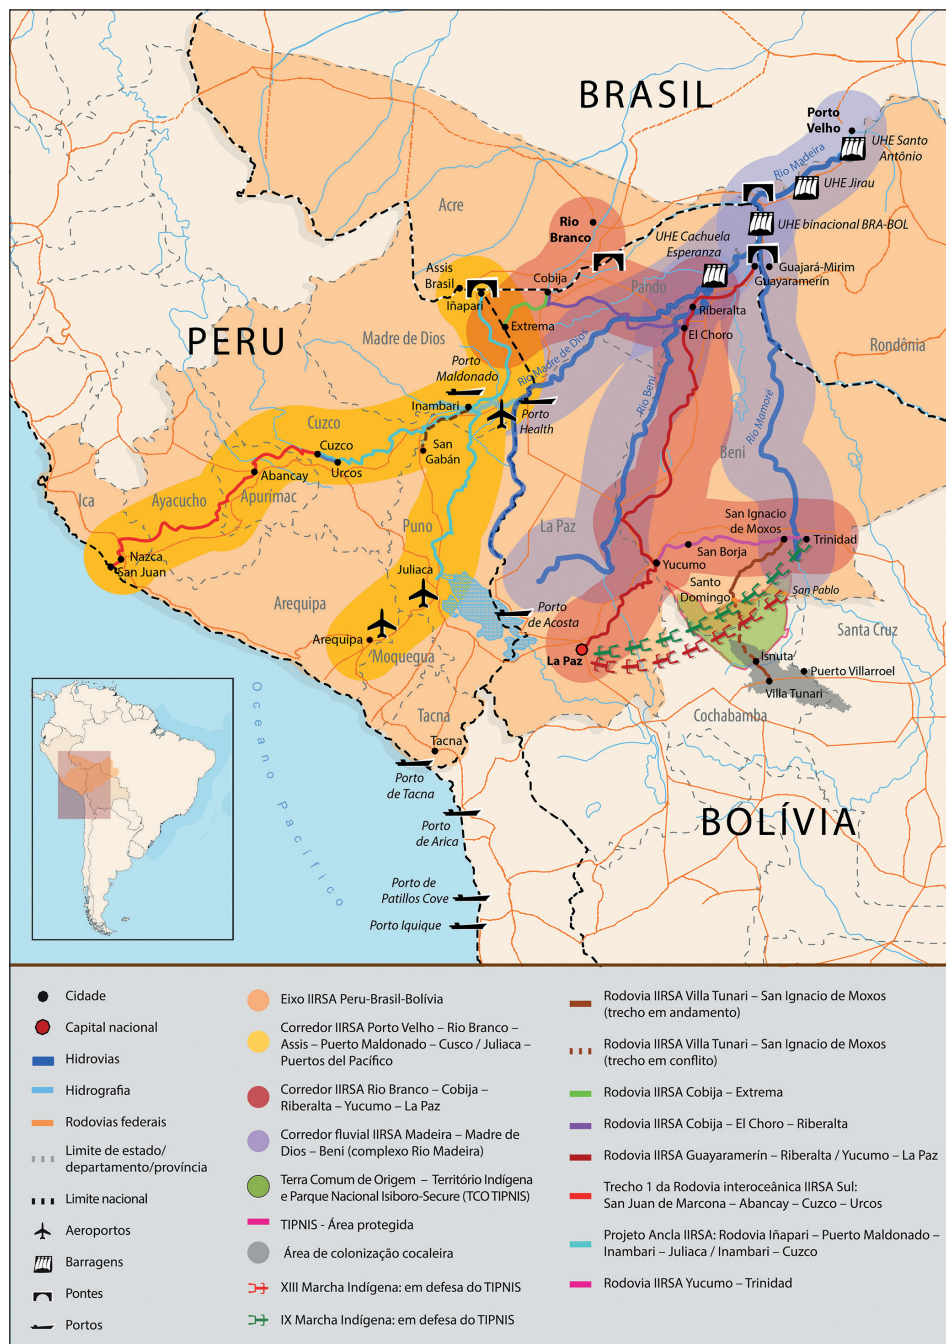 BRASIL
Porto
Velho
UHE Santo
Antônio
Rio Madeira
UHE Jirau
Acre
Rio
Branco
UHE binacional BRA-BOL
UHE Cachuela
Esperanza
Assis
Brasil
Cobija
Guajará-Mirim
Guayaramerín
Pando
Iñapari
Riberalta
Extrema
El Choro
PERU
Madre de Dios
Rondônia
Porto
Maldonado
Rio Madre de Dios
Rio Beni
Rio Mamoré
Inambari
Porto
Health
Cuzco
Cuzco
San
Gabán
Urcos
Abancay
Beni
Ica
Ayacucho
Apurímac
Puno
La Paz
San Ignacio
de Moxos
Trinidad
San Borja
Nazca
San Juan
Juliaca
Yucumo
Santo
Domingo
San Pablo
Arequipa
Porto
de Acosta
Santa Cruz
Arequipa
Moquegua
La Paz
Isnuta
Puerto Villarroel
Villa Tunari
Cochabamba
Tacna
Tacna
Oceano Pacífico
Porto
de Tacna
Porto
de Arica
BOLÍVIA
Porto de
Patillos Cove
Porto Iquique
Cidade
Capital nacional
Hidrovias
Hidrografia
Rodovias federais
Limite de estado/
departamento/província
Limite nacional
Aeroportos
Barragens
Pontes
Portos
Eixo IIRSA Peru-Brasil-Bolívia
Corredor IIRSA Porto Velho – Rio Branco –
Assis – Puerto Maldonado – Cusco / Juliaca –
Puertos del Pacífico
Corredor IIRSA Rio Branco – Cobija –
Riberalta – Yucumo – La Paz
Corredor fluvial IIRSA Madeira – Madre de
Dios – Beni (complexo Rio Madeira)
Terra Comum de Origem – Território Indígena
e Parque Nacional Isiboro-Secure (TCO TIPNIS)
TIPNIS - Área protegida
Área de colonização cocaleira
XIII Marcha Indígena: em defesa do TIPNIS
IX Marcha Indígena: em defesa do TIPNIS
Rodovia IIRSA Villa Tunari – San Ignacio de Moxos
(trecho em andamento)
Rodovia IIRSA Villa Tunari – San Ignacio de Moxos
(trecho em conflito)
Rodovia IIRSA Cobija – Extrema
Rodovia IIRSA Cobija – El Choro – Riberalta
Rodovia IIRSA Guayaramerín – Riberalta / Yucumo – La Paz
Trecho 1 da Rodovia interoceânica IIRSA Sul:
San Juan de Marcona – Abancay – Cuzco – Urcos
Projeto Ancla IIRSA: Rodovia Iñapari – Puerto Maldonado –
Inambari – Juliaca / Inambari – Cuzco
Rodovia IIRSA Yucumo – Trinidad